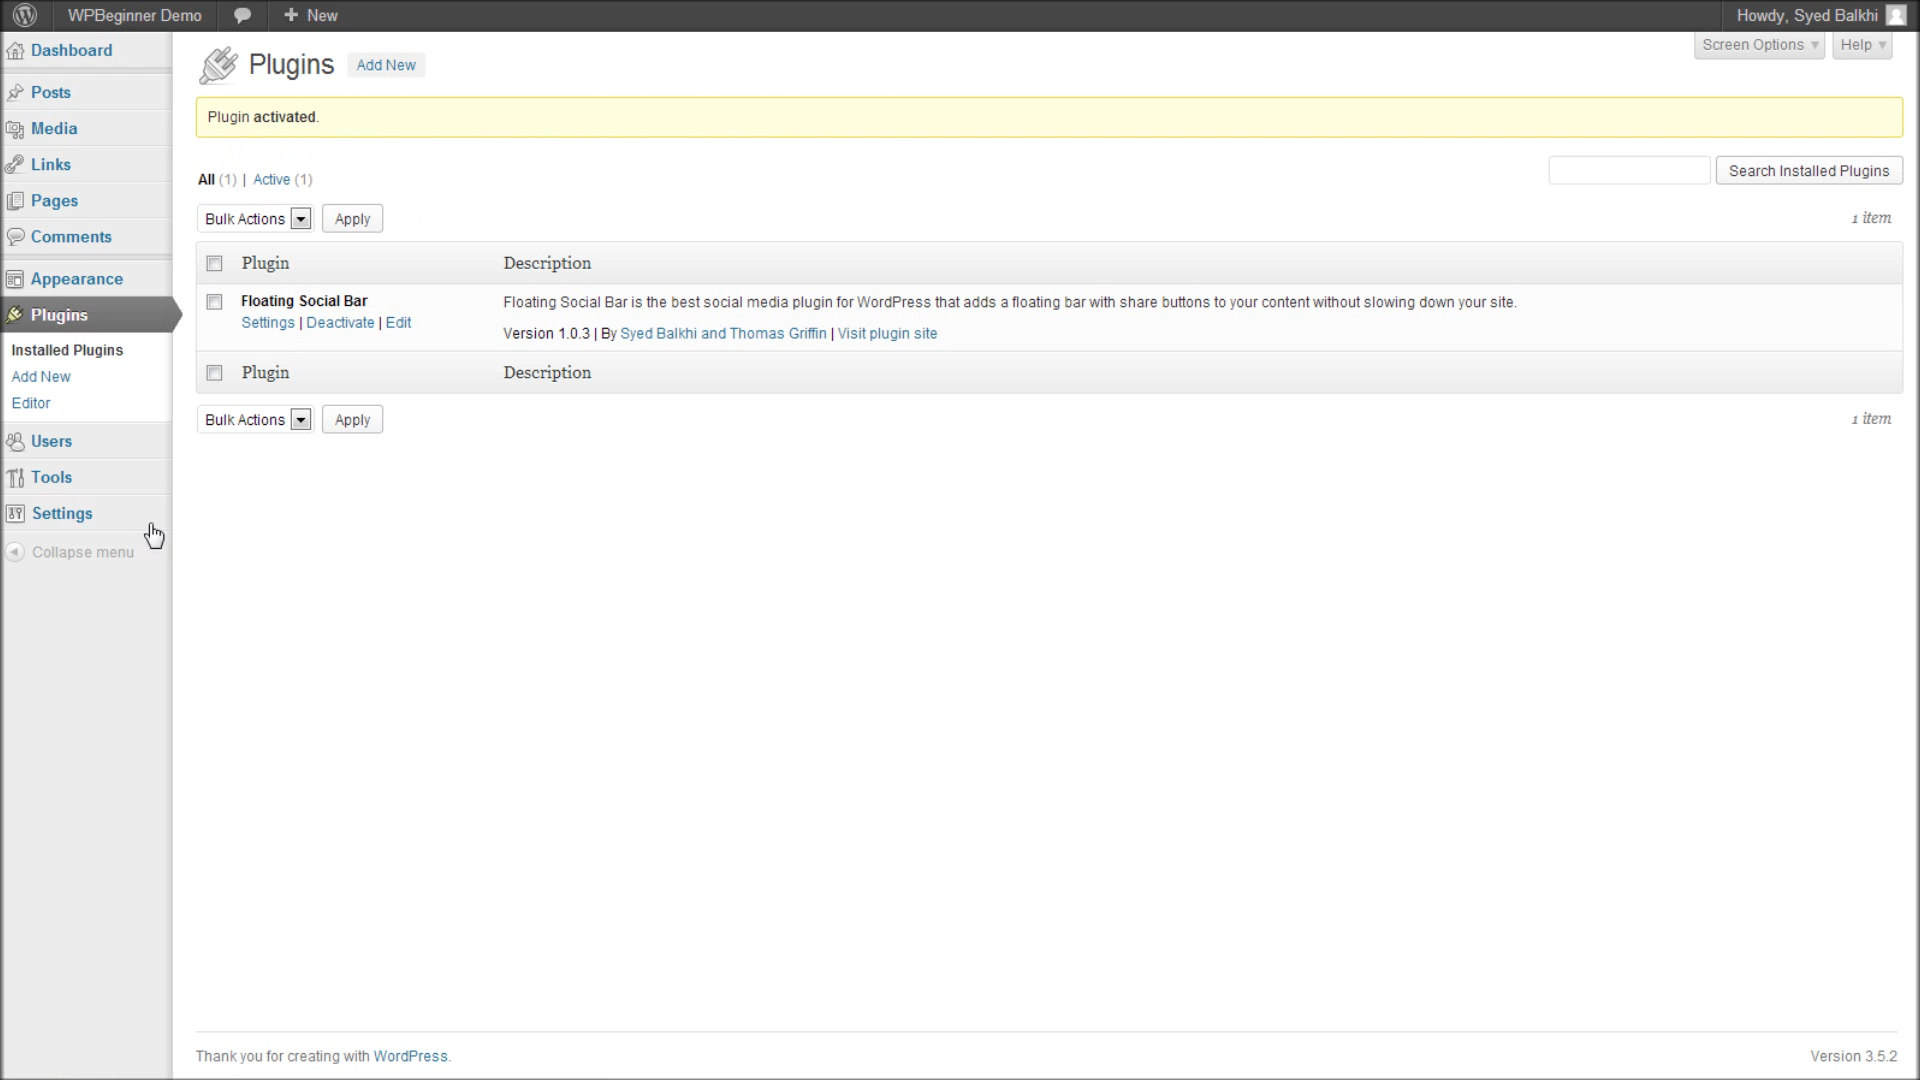 WPBeginner Demo
New
Howdy, Syed Balkhi
Dashboard
Posts
Media
Links
Pages
Comments
Appearance
Plugins
Installed Plugins
Add New
Editor
Users
Tools
Settings
Collapse menu
Plugins Add New
Screen Options Help
Plugin activated.
All (1) | Active (1)
Search Installed Plugins
Bulk Actions Apply
1 item
Plugin Description
Floating Social Bar Floating Social Bar is the best social media plugin for WordPress that adds a floating bar with share buttons to your content without slowing down your site.
Settings | Deactivate | Edit
Version 1.0.3 | By Syed Balkhi and Thomas Griffin | Visit plugin site
Plugin Description
Bulk Actions Apply
1 item
Thank you for creating with WordPress.
Version 3.5.2